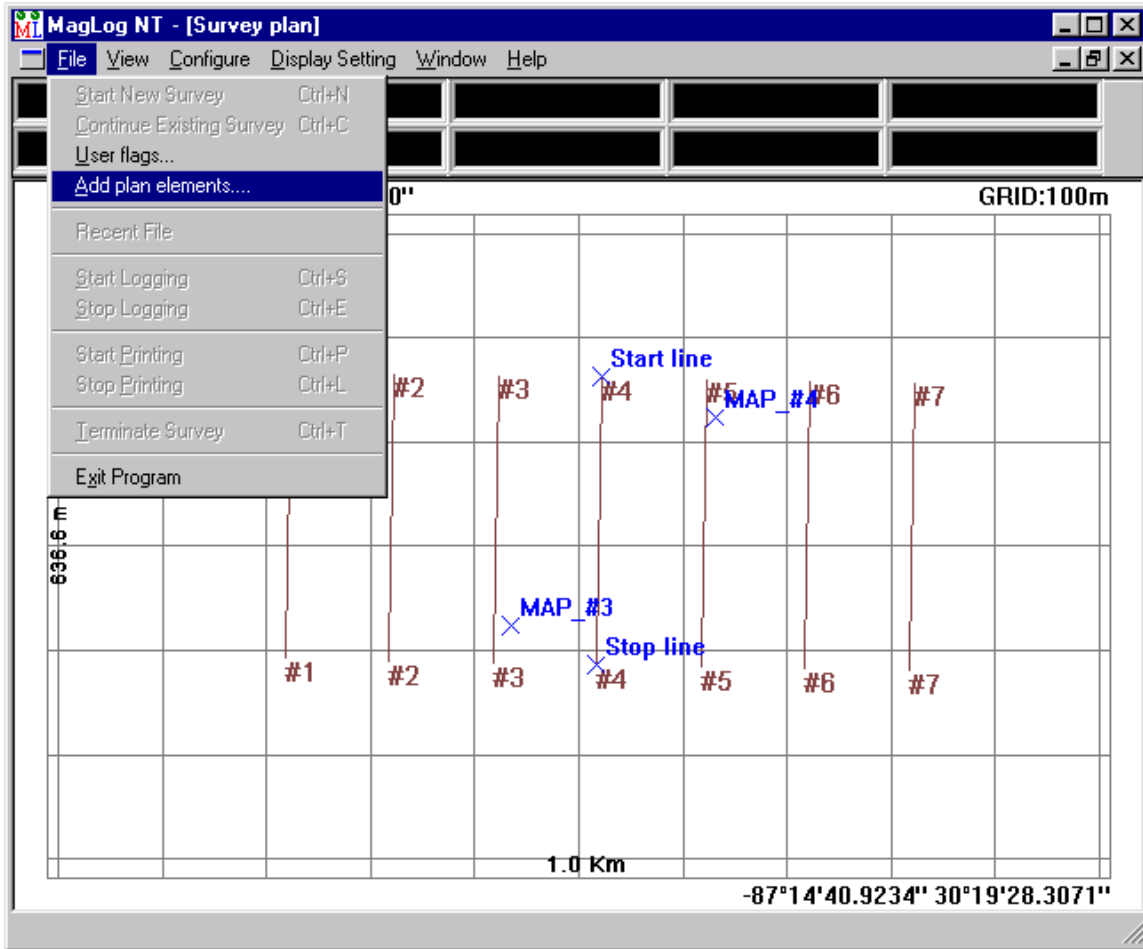 MagLog NT - [Survey plan]
File View Configure Display Setting Window Help
Start New Survey Ctrl+N
Continue Existing Survey Ctrl+C
User flags...
Add plan elements....
Recent File
Start Logging Ctrl+S
Stop Logging Ctrl+E
Start Printing Ctrl+P
Stop Printing Ctrl+L
Terminate Survey Ctrl+T
Exit Program
0" GRID:100m
Start line
#2 #3 #4 #5 MAP_#4 #6 #7
636.6 m
MAP_#3
Stop line
#1 #2 #3 #4 #5 #6 #7
1.0 Km
-87°14'40.9234" 30°19'28.3071"